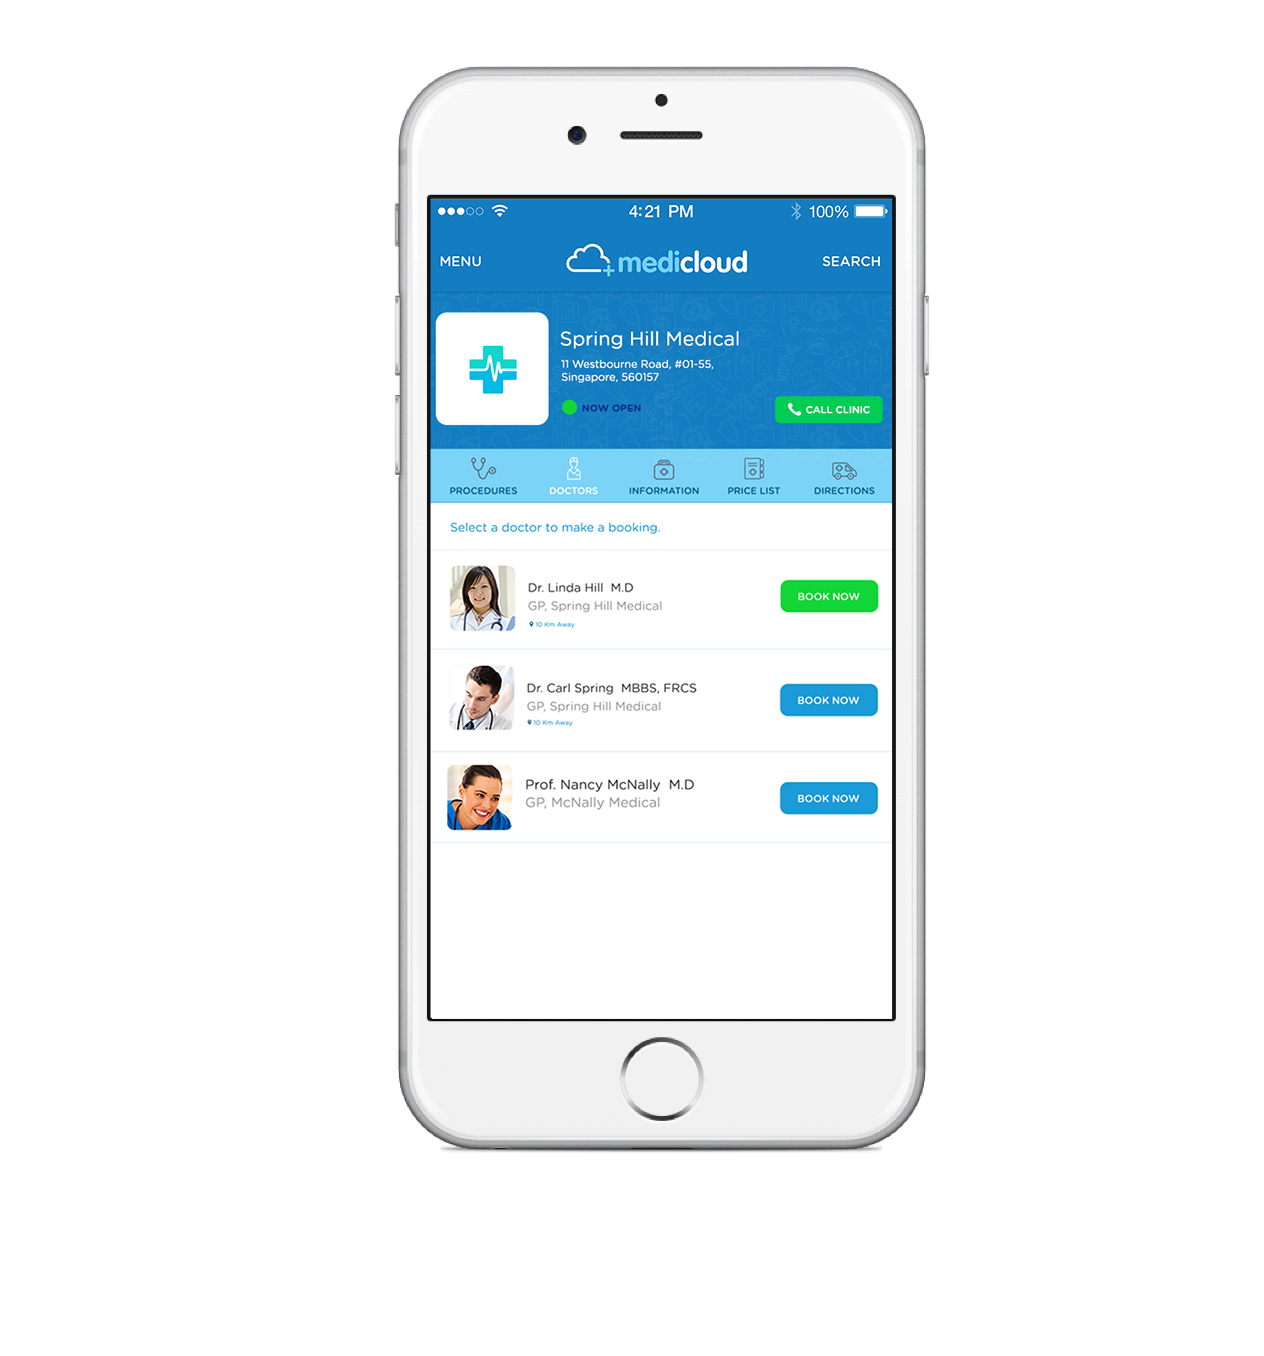 4:21 PM
100%
MENU
medicloud
SEARCH
Spring Hill Medical
11 Westbourne Road, #01-55,
Singapore, 560157
NOW OPEN
CALL CLINIC
PROCEDURES
DOCTORS
INFORMATION
PRICE LIST
DIRECTIONS
Select a doctor to make a booking.
Dr. Linda Hill M.D
GP, Spring Hill Medical
10 Km Away
BOOK NOW
Dr. Carl Spring MBBS, FRCS
GP, Spring Hill Medical
10 Km Away
BOOK NOW
Prof. Nancy McNally M.D
GP, McNally Medical
BOOK NOW